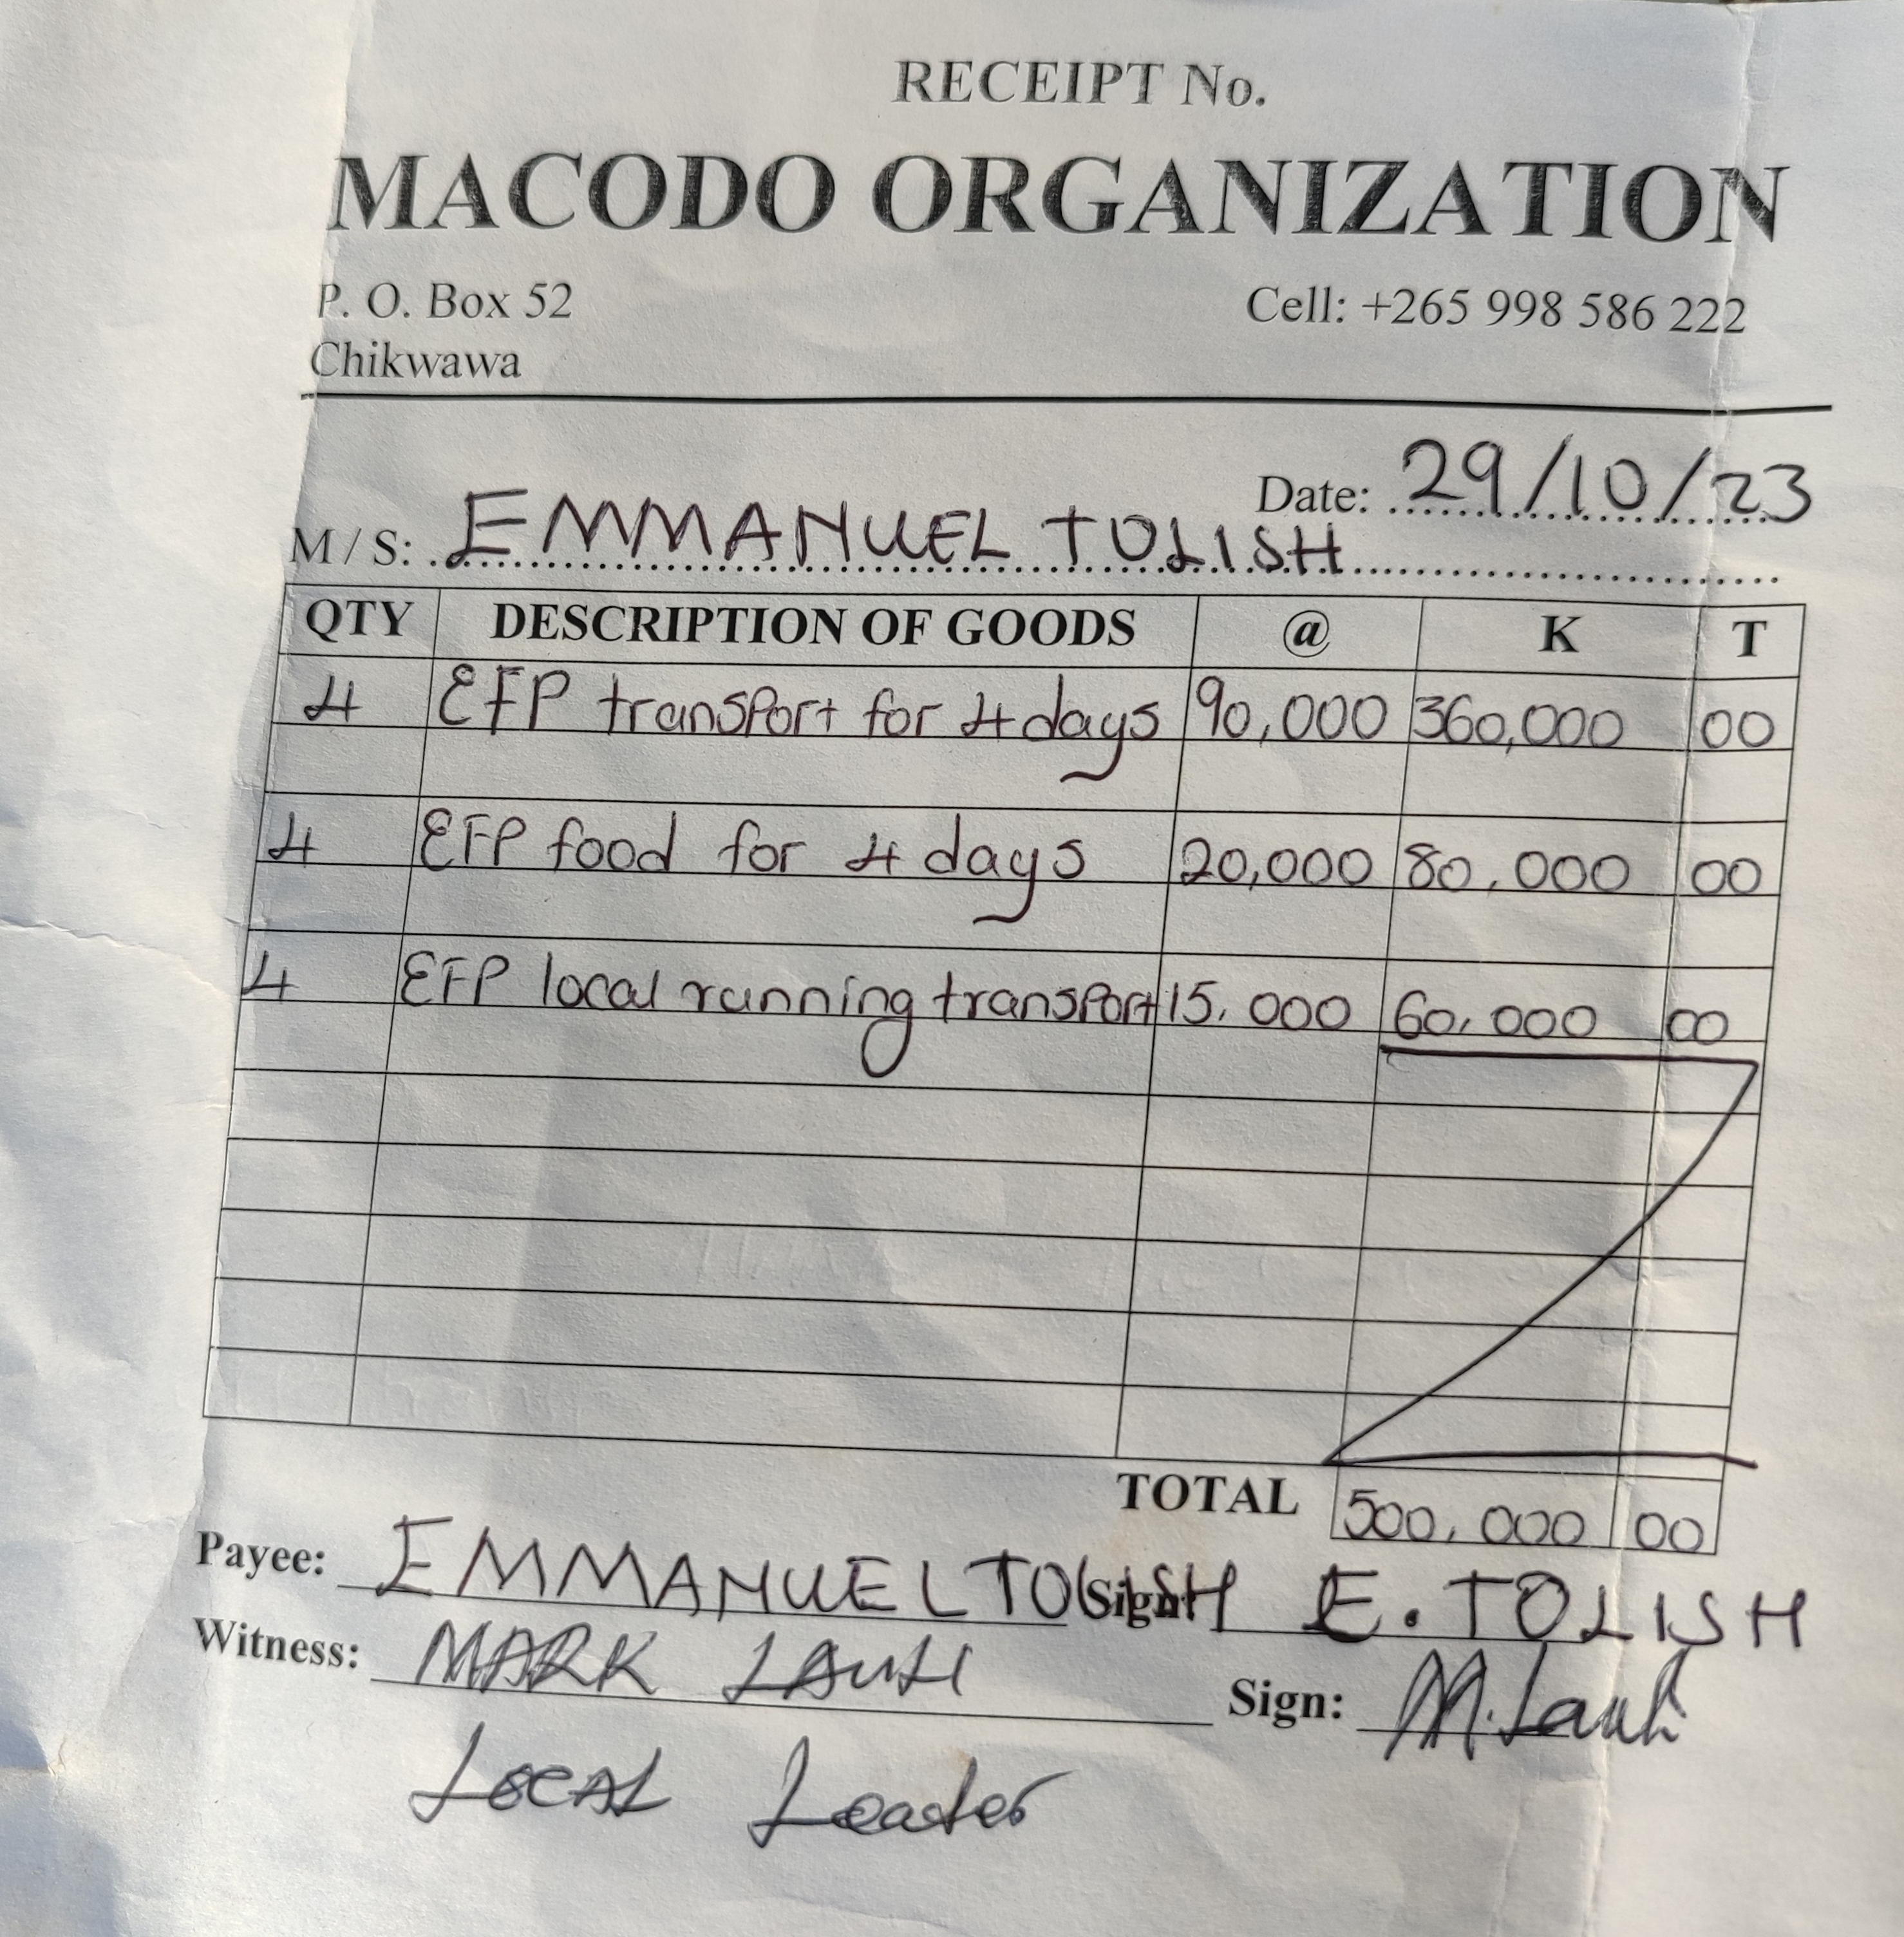 RECEIPT No.
MACODO ORGANIZATION
P. O. Box 52 Cell: +265 998 586 222
Chikwawa
Date: 29/10/23
M / S: EMMANUEL TOLISH
QTY DESCRIPTION OF GOODS @ K T
4 EFP transport for 4 days 90,000 360,000 00
4 EFP food for 4 days 20,000 80,000 00
4 EFP local running transport 15,000 60,000 00
TOTAL 500,000 00
Payee: EMMANUEL TOLISH Sign: E. TOLISH
Witness: MARK LAULI Sign: M. Lauli
LOCAL Leader